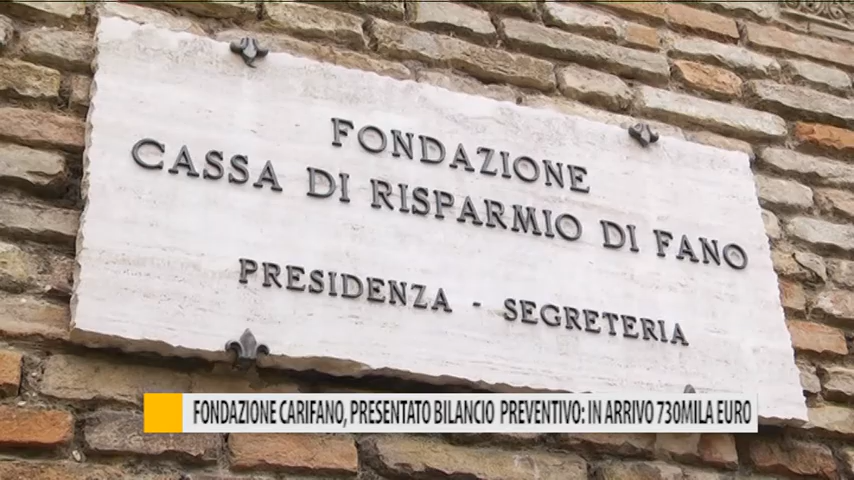 FONDAZIONE
CASSA DI RISPARMIO DI FANO
PRESIDENZA - SEGRETERIA
FONDAZIONE CARIFANO, PRESENTATO BILANCIO PREVENTIVO: IN ARRIVO 730MILA EURO